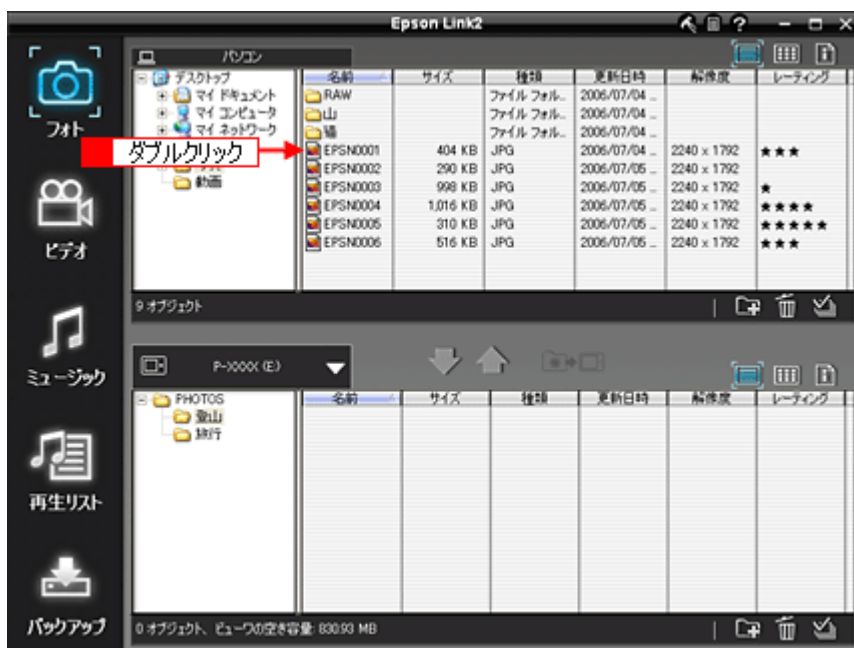 Epson Link2
フォト
ビデオ
ミュージック
再生リスト
バックアップ
パソコン
デスクトップ
マイ ドキュメント
マイ コンピュータ
マイ ネットワーク
ダブルクリック
動画
名前 サイズ 種類 更新日時 解像度 レーティング
RAW ファイル フォル... 2006/07/04 ...
山 ファイル フォル... 2006/07/04 ...
猫 ファイル フォル... 2006/07/04 ...
EPSN0001 404 KB JPG 2006/07/04 ... 2240 x 1792 ★★★
EPSN0002 290 KB JPG 2006/07/05 ... 2240 x 1792
EPSN0003 998 KB JPG 2006/07/05 ... 2240 x 1792 ★
EPSN0004 1,016 KB JPG 2006/07/05 ... 2240 x 1792 ★★★★
EPSN0005 310 KB JPG 2006/07/05 ... 2240 x 1792 ★★★★★
EPSN0006 516 KB JPG 2006/07/05 ... 2240 x 1792 ★★★
9 オブジェクト
P-XXXX (E:)
PHOTOS
登山
旅行
名前 サイズ 種類 更新日時 解像度 レーティング
0 オブジェクト、ビューワの空き容量: 830.93 MB